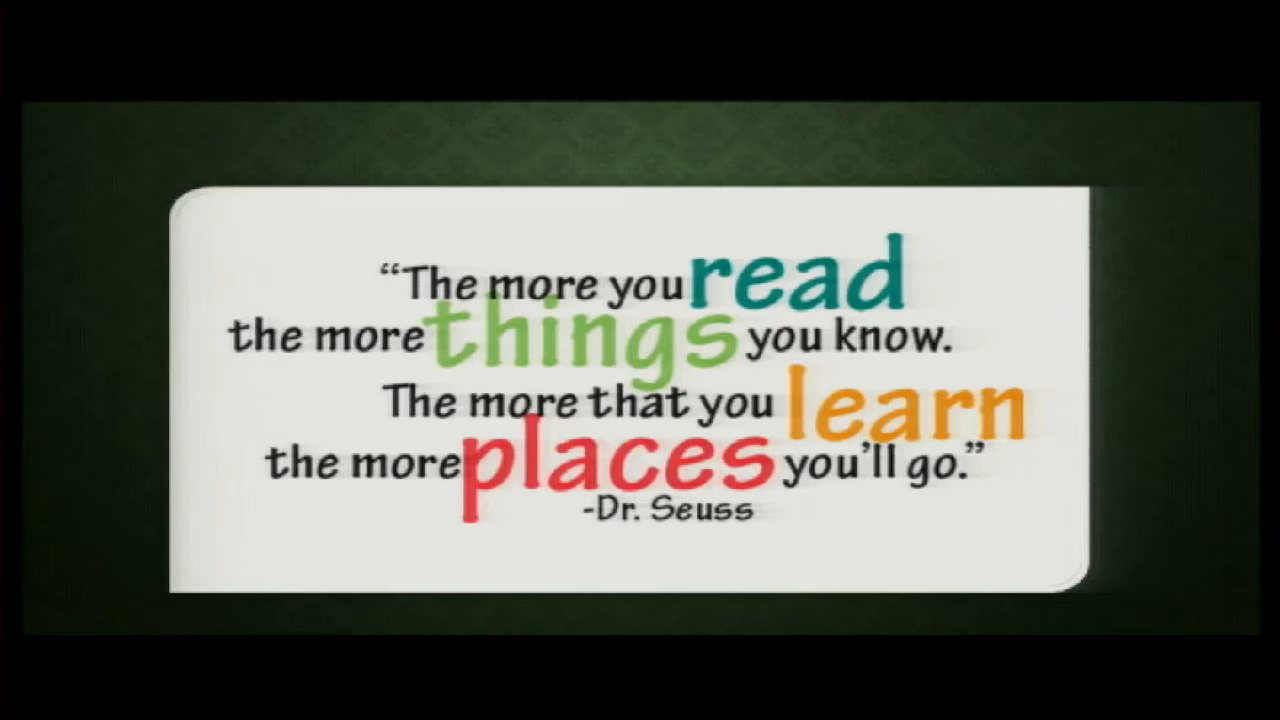 “The more you read
the more things you know.
The more that you learn
the more places you’ll go.”
-Dr. Seuss